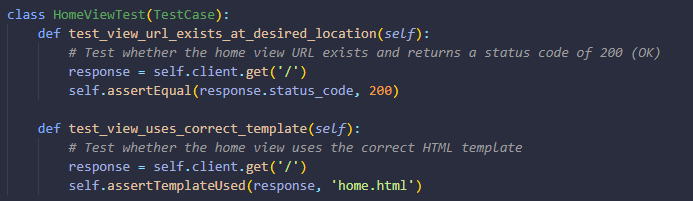 class HomeViewTest(TestCase):
    def test_view_url_exists_at_desired_location(self):
        # Test whether the home view URL exists and returns a status code of 200 (OK)
        response = self.client.get('/')
        self.assertEqual(response.status_code, 200)

    def test_view_uses_correct_template(self):
        # Test whether the home view uses the correct HTML template
        response = self.client.get('/')
        self.assertTemplateUsed(response, 'home.html')